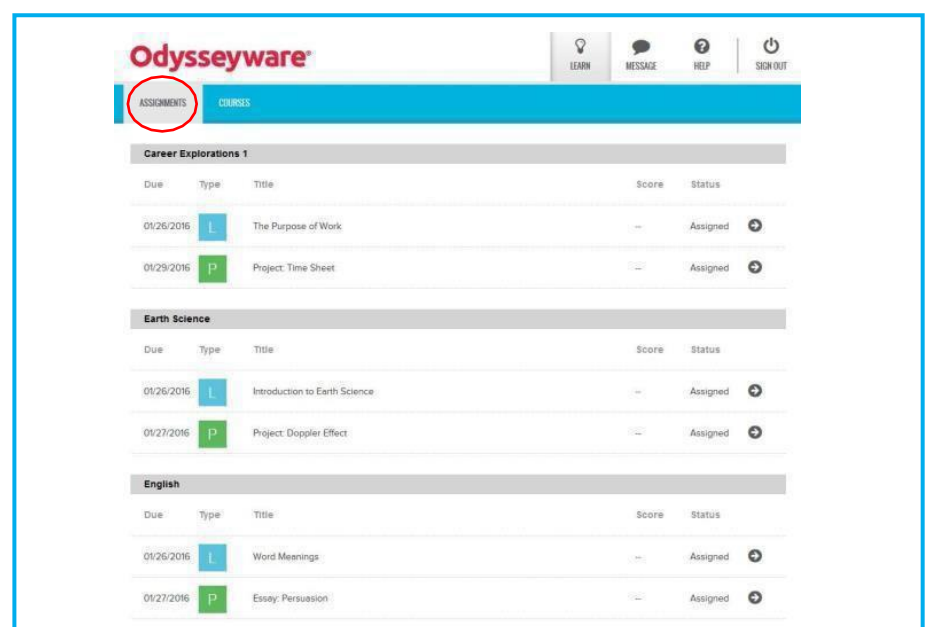 Odysseyware®
LEARN MESSAGE HELP SIGN OUT
ASSIGNMENTS COURSES
Career Explorations 1
Due Type Title Score Status
01/26/2016 L The Purpose of Work -- Assigned
01/29/2016 P Project: Time Sheet -- Assigned
Earth Science
Due Type Title Score Status
01/26/2016 L Introduction to Earth Science -- Assigned
01/27/2016 P Project: Doppler Effect -- Assigned
English
Due Type Title Score Status
01/26/2016 L Word Meanings -- Assigned
01/27/2016 P Essay: Persuasion -- Assigned